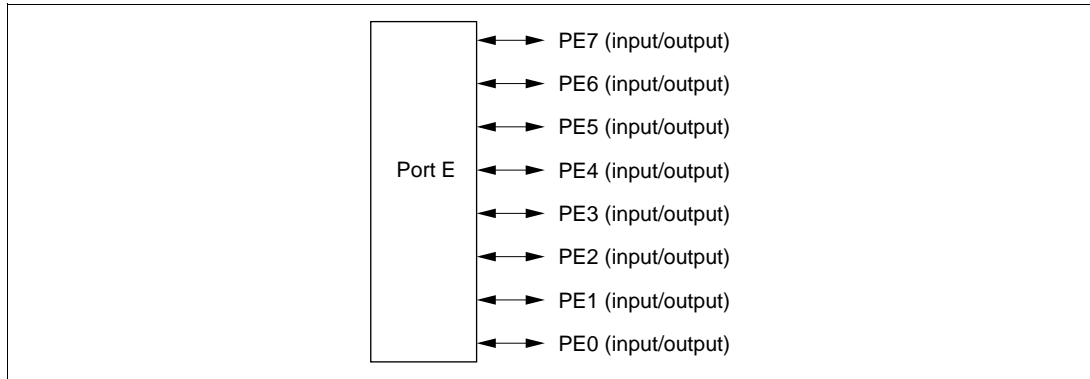 PE7 (input/output)
PE6 (input/output)
PE5 (input/output)
Port E
PE4 (input/output)
PE3 (input/output)
PE2 (input/output)
PE1 (input/output)
PE0 (input/output)